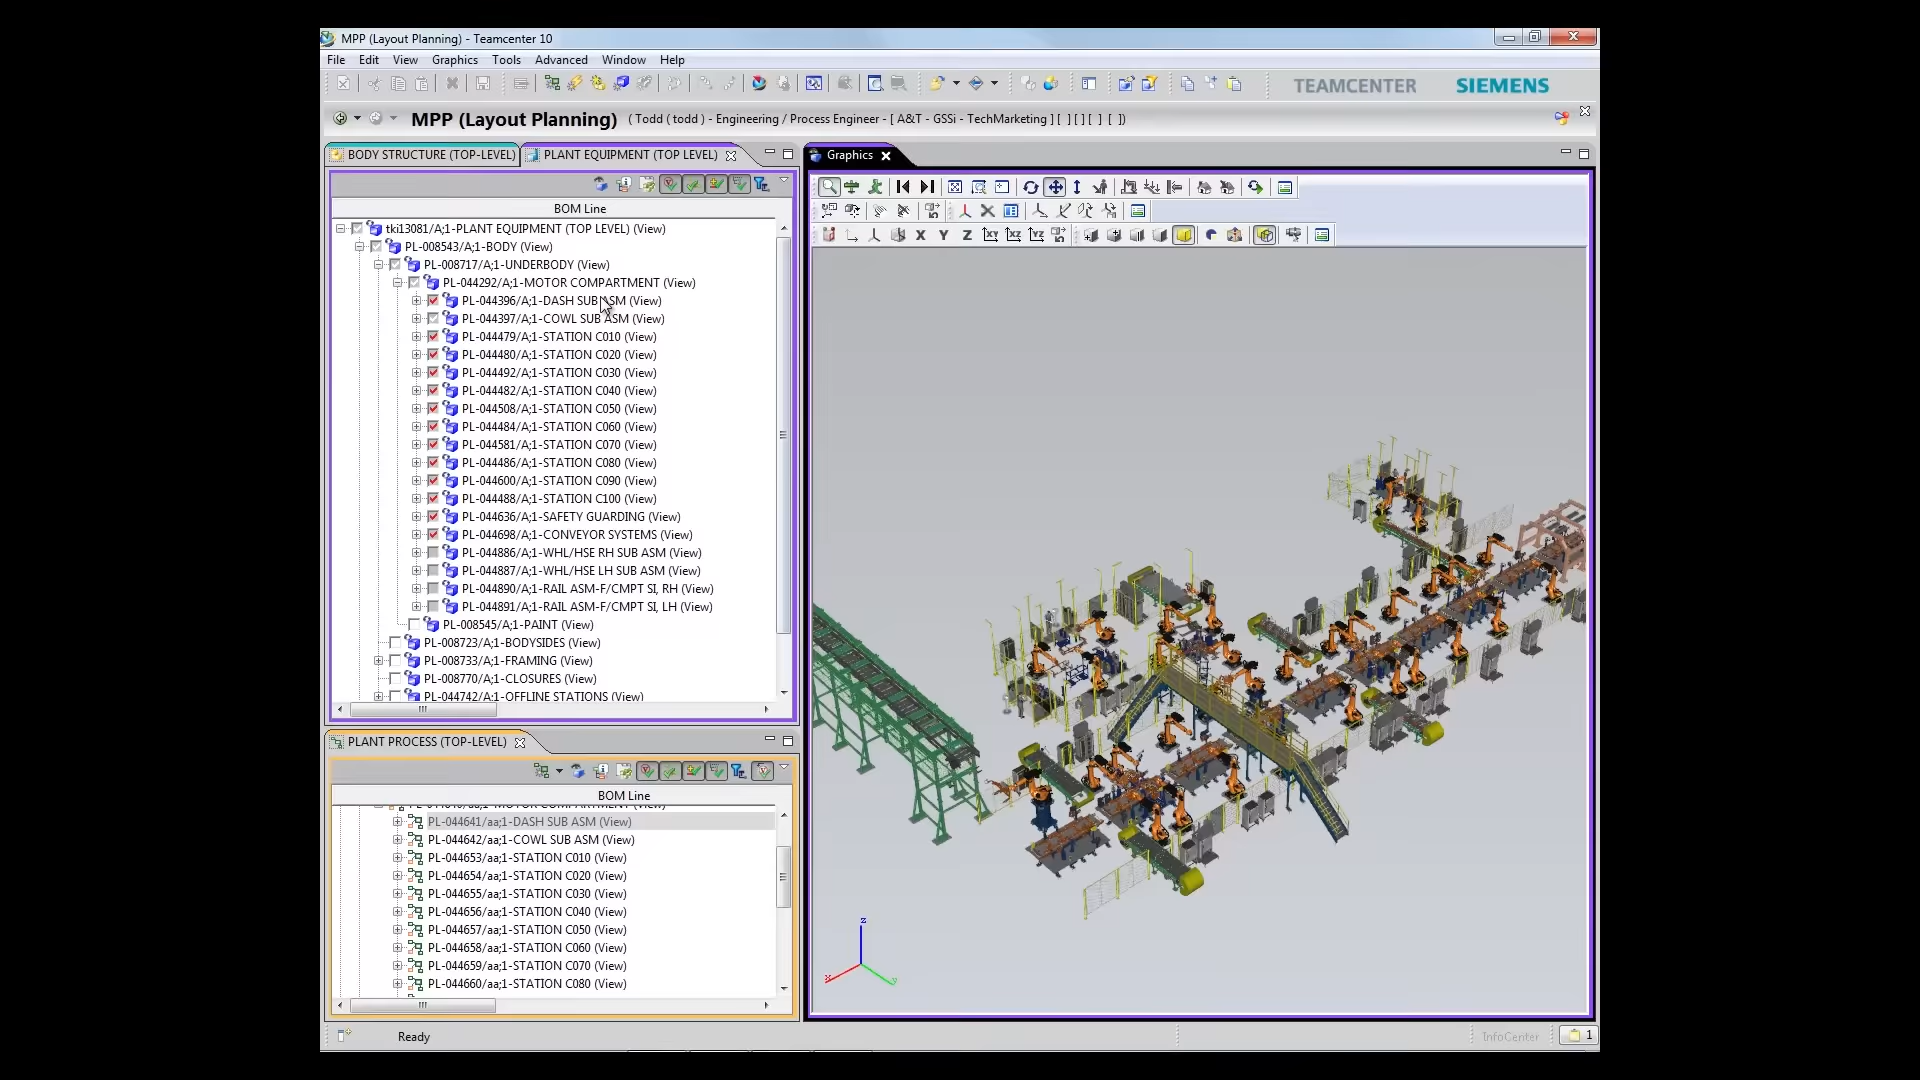 MPP (Layout Planning) - Teamcenter 10
File Edit View Graphics Tools Advanced Window Help
TEAMCENTER SIEMENS
MPP (Layout Planning) ( Todd ( todd ) - Engineering / Process Engineer - [ A&T - GSSi - TechMarketing ] [ ] [ ] [ ] [ ])
BODY STRUCTURE (TOP-LEVEL) PLANT EQUIPMENT (TOP LEVEL)
Graphics
BOM Line
tki13081/A;1-PLANT EQUIPMENT (TOP LEVEL) (View)
PL-008543/A;1-BODY (View)
PL-008717/A;1-UNDERBODY (View)
PL-044292/A;1-MOTOR COMPARTMENT (View)
PL-044396/A;1-DASH SUB ASM (View)
PL-044397/A;1-COWL SUB ASM (View)
PL-044479/A;1-STATION C010 (View)
PL-044480/A;1-STATION C020 (View)
PL-044492/A;1-STATION C030 (View)
PL-044482/A;1-STATION C040 (View)
PL-044508/A;1-STATION C050 (View)
PL-044484/A;1-STATION C060 (View)
PL-044581/A;1-STATION C070 (View)
PL-044486/A;1-STATION C080 (View)
PL-044600/A;1-STATION C090 (View)
PL-044488/A;1-STATION C100 (View)
PL-044636/A;1-SAFETY GUARDING (View)
PL-044698/A;1-CONVEYOR SYSTEMS (View)
PL-044886/A;1-WHL/HSE RH SUB ASM (View)
PL-044887/A;1-WHL/HSE LH SUB ASM (View)
PL-044890/A;1-RAIL ASM-F/CMPT SI, RH (View)
PL-044891/A;1-RAIL ASM-F/CMPT SI, LH (View)
PL-008545/A;1-PAINT (View)
PL-008723/A;1-BODYSIDES (View)
PL-008733/A;1-FRAMING (View)
PL-008770/A;1-CLOSURES (View)
PL-044742/A;1-OFFLINE STATIONS (View)
X Y Z XY XZ YZ
PLANT PROCESS (TOP-LEVEL)
BOM Line
PL-044641/aa;1-DASH SUB ASM (View)
PL-044642/aa;1-COWL SUB ASM (View)
PL-044653/aa;1-STATION C010 (View)
PL-044654/aa;1-STATION C020 (View)
PL-044655/aa;1-STATION C030 (View)
PL-044656/aa;1-STATION C040 (View)
PL-044657/aa;1-STATION C050 (View)
PL-044658/aa;1-STATION C060 (View)
PL-044659/aa;1-STATION C070 (View)
PL-044660/aa;1-STATION C080 (View)
z
x
y
Ready
InfoCenter
1